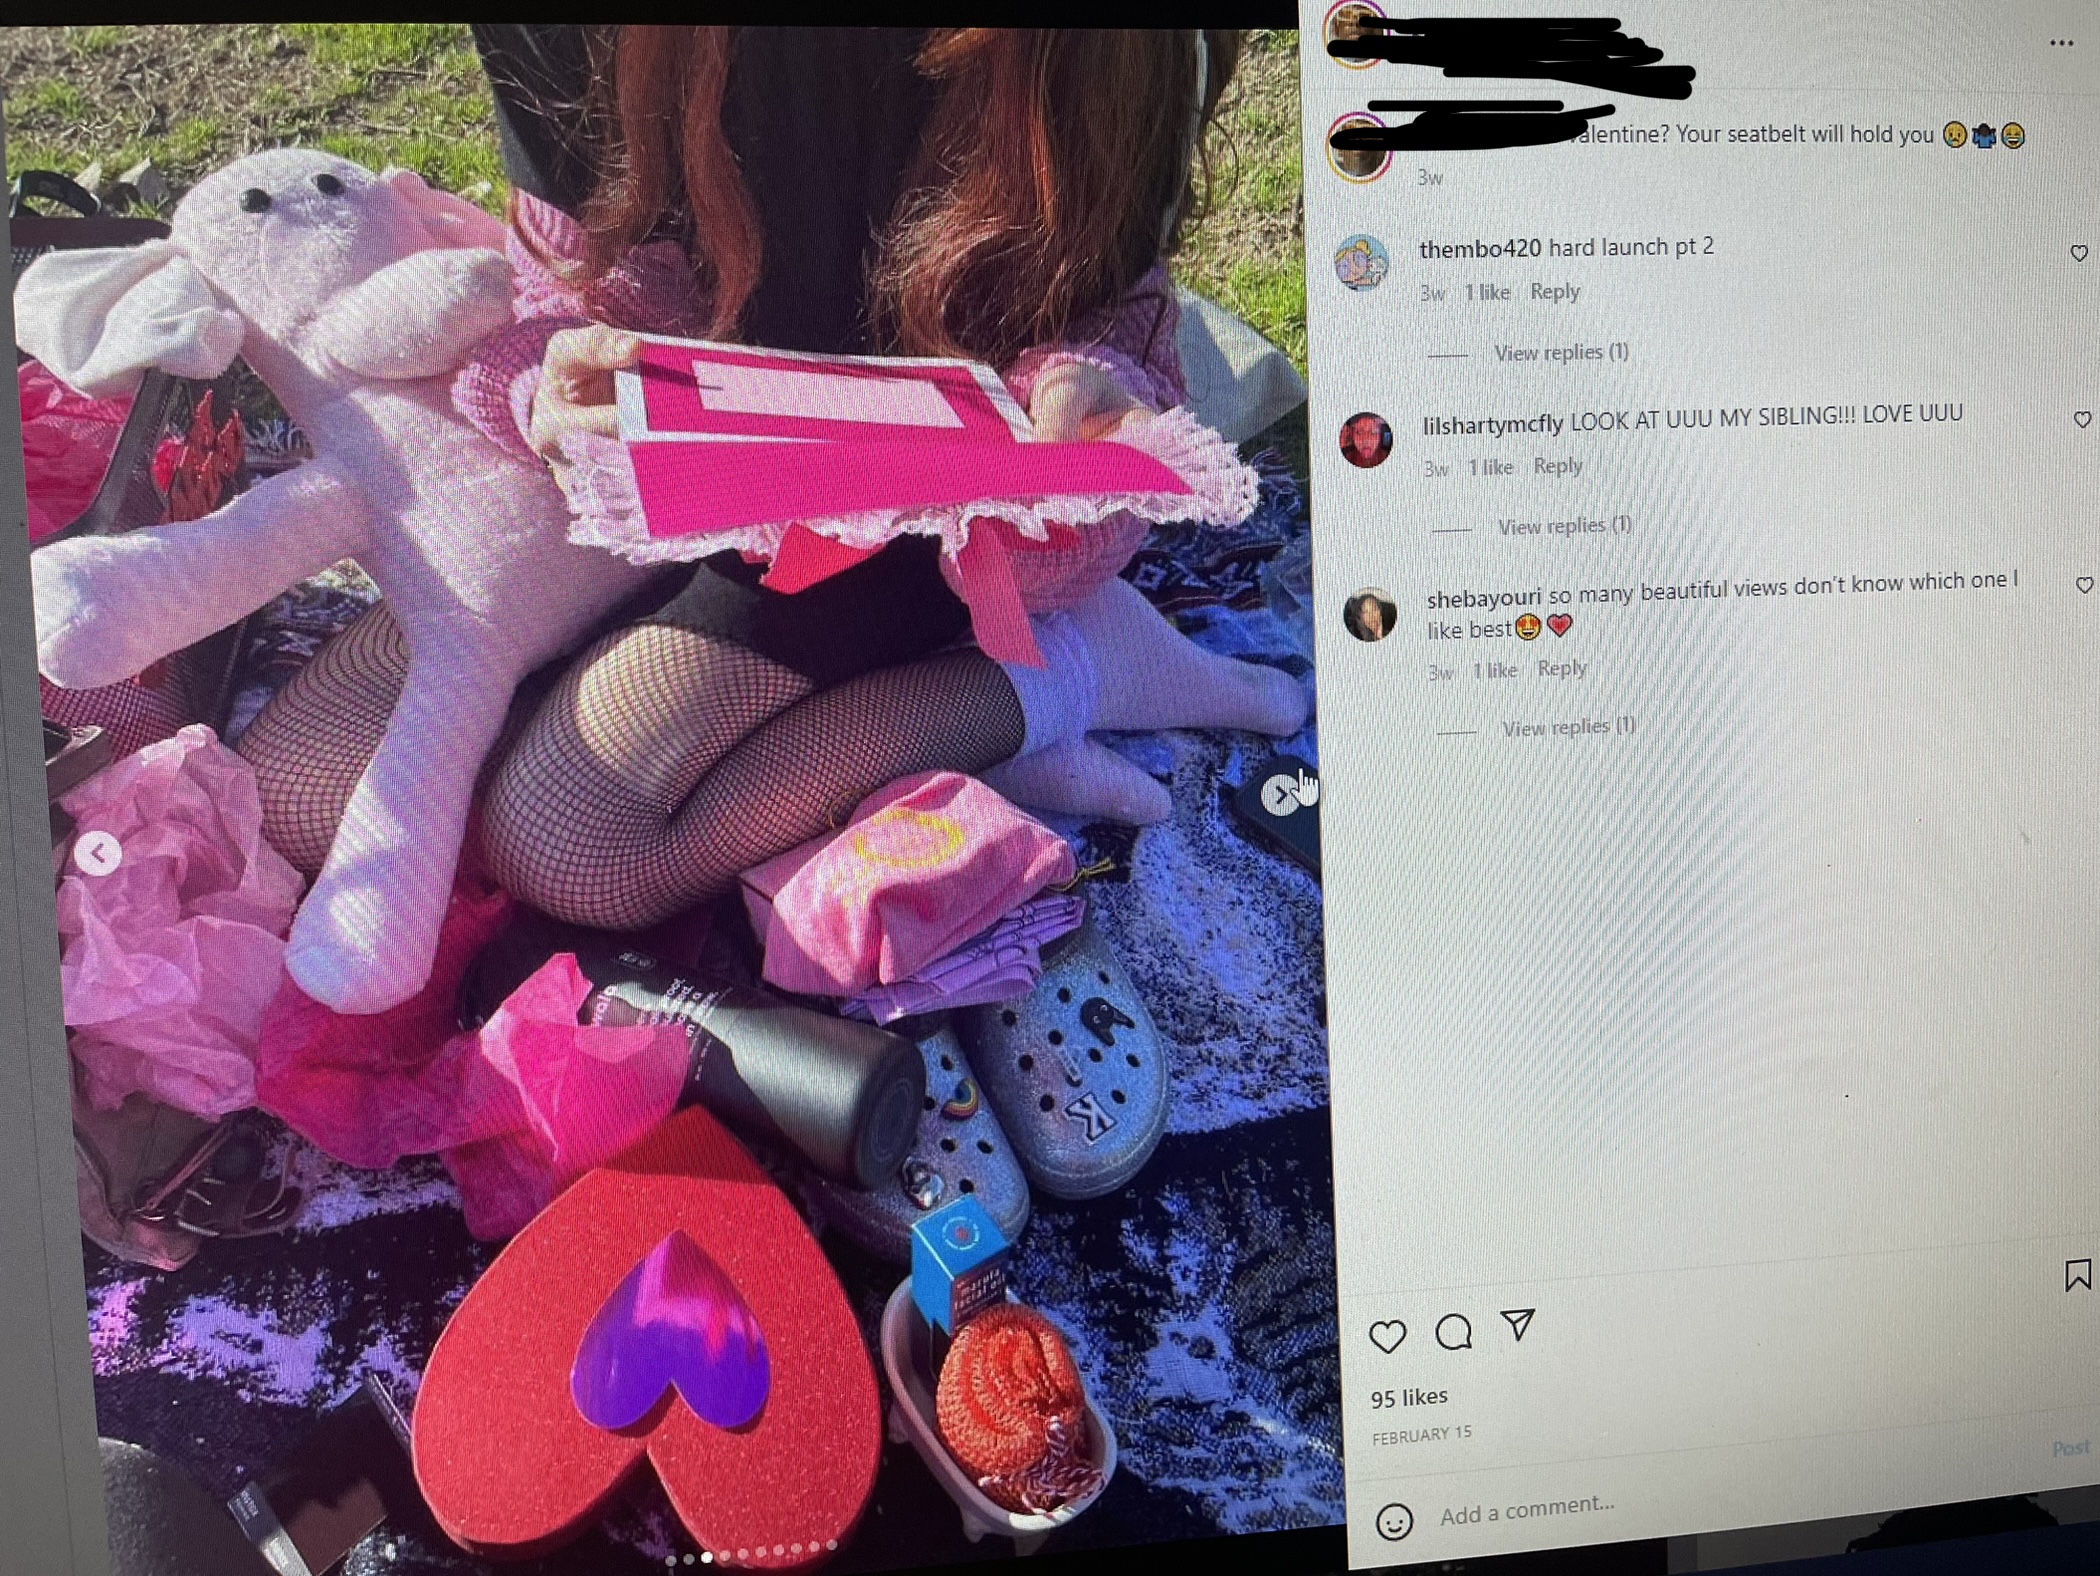 alentine? Your seatbelt will hold you 😢🤷😂
3w
thembo420 hard launch pt 2
3w 1 like Reply
View replies (1)
lilshartymcfly LOOK AT UUU MY SIBLING!!! LOVE UUU
3w 1 like Reply
View replies (1)
shebayouri so many beautiful views don't know which one I
like best😍❤️
3w 1 like Reply
View replies (1)
K
marula
facial oil
95 likes
FEBRUARY 15
Add a comment...
Post